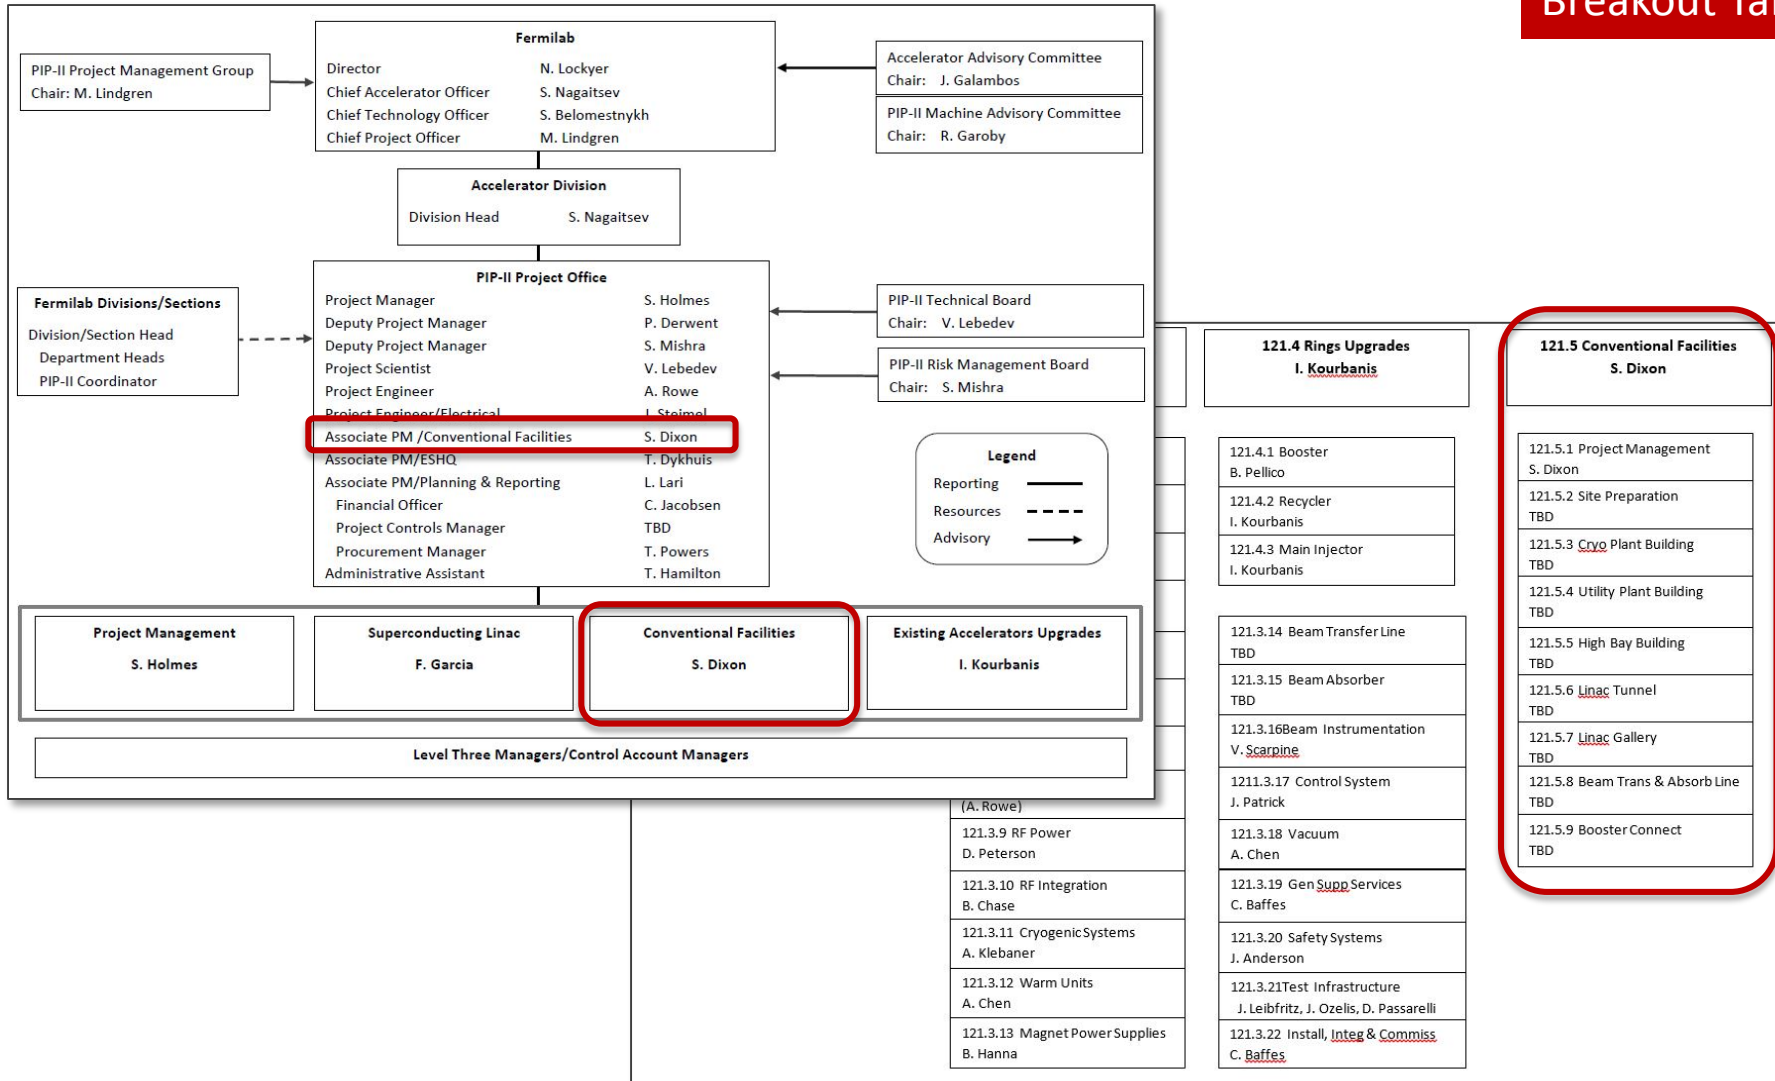 Breakout
Fermilab
Director N. Lockyer
Chief Accelerator Officer S. Nagaitsev
Chief Technology Officer S. Belomestnykh
Chief Project Officer M. Lindgren
PIP-II Project Management Group
Chair: M. Lindgren
Accelerator Advisory Committee
Chair: J. Galambos
PIP-II Machine Advisory Committee
Chair: R. Garoby
Accelerator Division
Division Head S. Nagaitsev
PIP-II Project Office
Project Manager S. Holmes
Deputy Project Manager P. Derwent
Deputy Project Manager S. Mishra
Project Scientist V. Lebedev
Project Engineer A. Rowe
Project Engineer/Electrical J. Steimel
Associate PM /Conventional Facilities S. Dixon
Associate PM/ESHQ T. Dykhuis
Associate PM/Planning & Reporting L. Lari
Financial Officer C. Jacobsen
Project Controls Manager TBD
Procurement Manager T. Powers
Administrative Assistant T. Hamilton
Fermilab Divisions/Sections
Division/Section Head
Department Heads
PIP-II Coordinator
PIP-II Technical Board
Chair: V. Lebedev
PIP-II Risk Management Board
Chair: S. Mishra
Legend
Reporting
Resources
Advisory
Project Management
S. Holmes
Superconducting Linac
F. Garcia
Conventional Facilities
S. Dixon
Existing Accelerators Upgrades
I. Kourbanis
Level Three Managers/Control Account Managers
(A. Rowe)
121.3.9 RF Power
D. Peterson
121.3.10 RF Integration
B. Chase
121.3.11 Cryogenic Systems
A. Klebaner
121.3.12 Warm Units
A. Chen
121.3.13 Magnet Power Supplies
B. Hanna
121.4 Rings Upgrades
I. Kourbanis
121.4.1 Booster
B. Pellico
121.4.2 Recycler
I. Kourbanis
121.4.3 Main Injector
I. Kourbanis
121.3.14 Beam Transfer Line
TBD
121.3.15 Beam Absorber
TBD
121.3.16Beam Instrumentation
V. Scarpine
1211.3.17 Control System
J. Patrick
121.3.18 Vacuum
A. Chen
121.3.19 Gen Supp Services
C. Baffes
121.3.20 Safety Systems
J. Anderson
121.3.21Test Infrastructure
J. Leibfritz, J. Ozelis, D. Passarelli
121.3.22 Install, Integ & Commiss
C. Baffes
121.5 Conventional Facilities
S. Dixon
121.5.1 Project Management
S. Dixon
121.5.2 Site Preparation
TBD
121.5.3 Cryo Plant Building
TBD
121.5.4 Utility Plant Building
TBD
121.5.5 High Bay Building
TBD
121.5.6 Linac Tunnel
TBD
121.5.7 Linac Gallery
TBD
121.5.8 Beam Trans & Absorb Line
TBD
121.5.9 Booster Connect
TBD